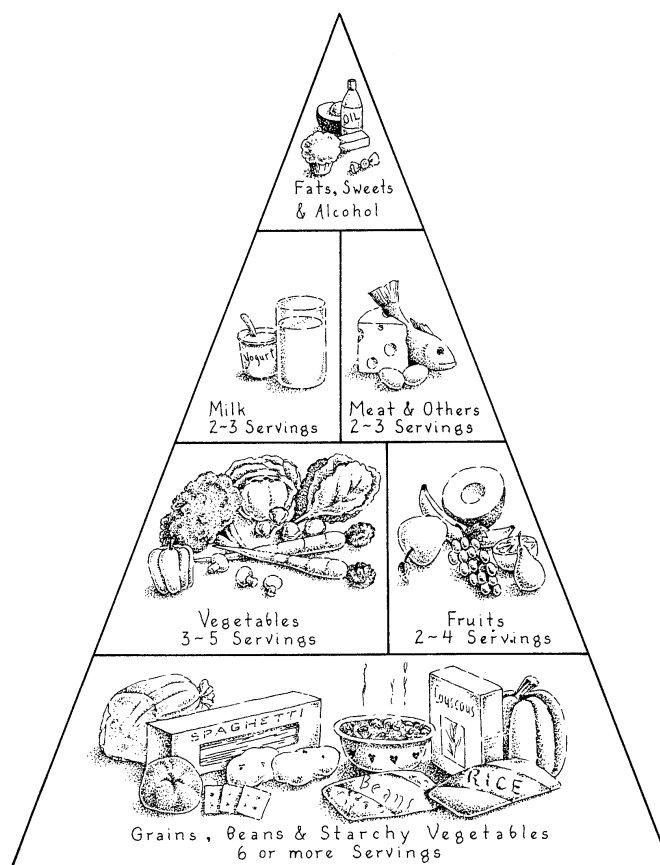 OIL
Fats, Sweets
& Alcohol
Yogurt
Milk
2~3 Servings
Meat & Others
2~3 Servings
Vegetables
3~5 Servings
Fruits
2~4 Servings
SPAGHETTI
Couscous
Beans
RICE
Grains, Beans & Starchy Vegetables
6 or more Servings